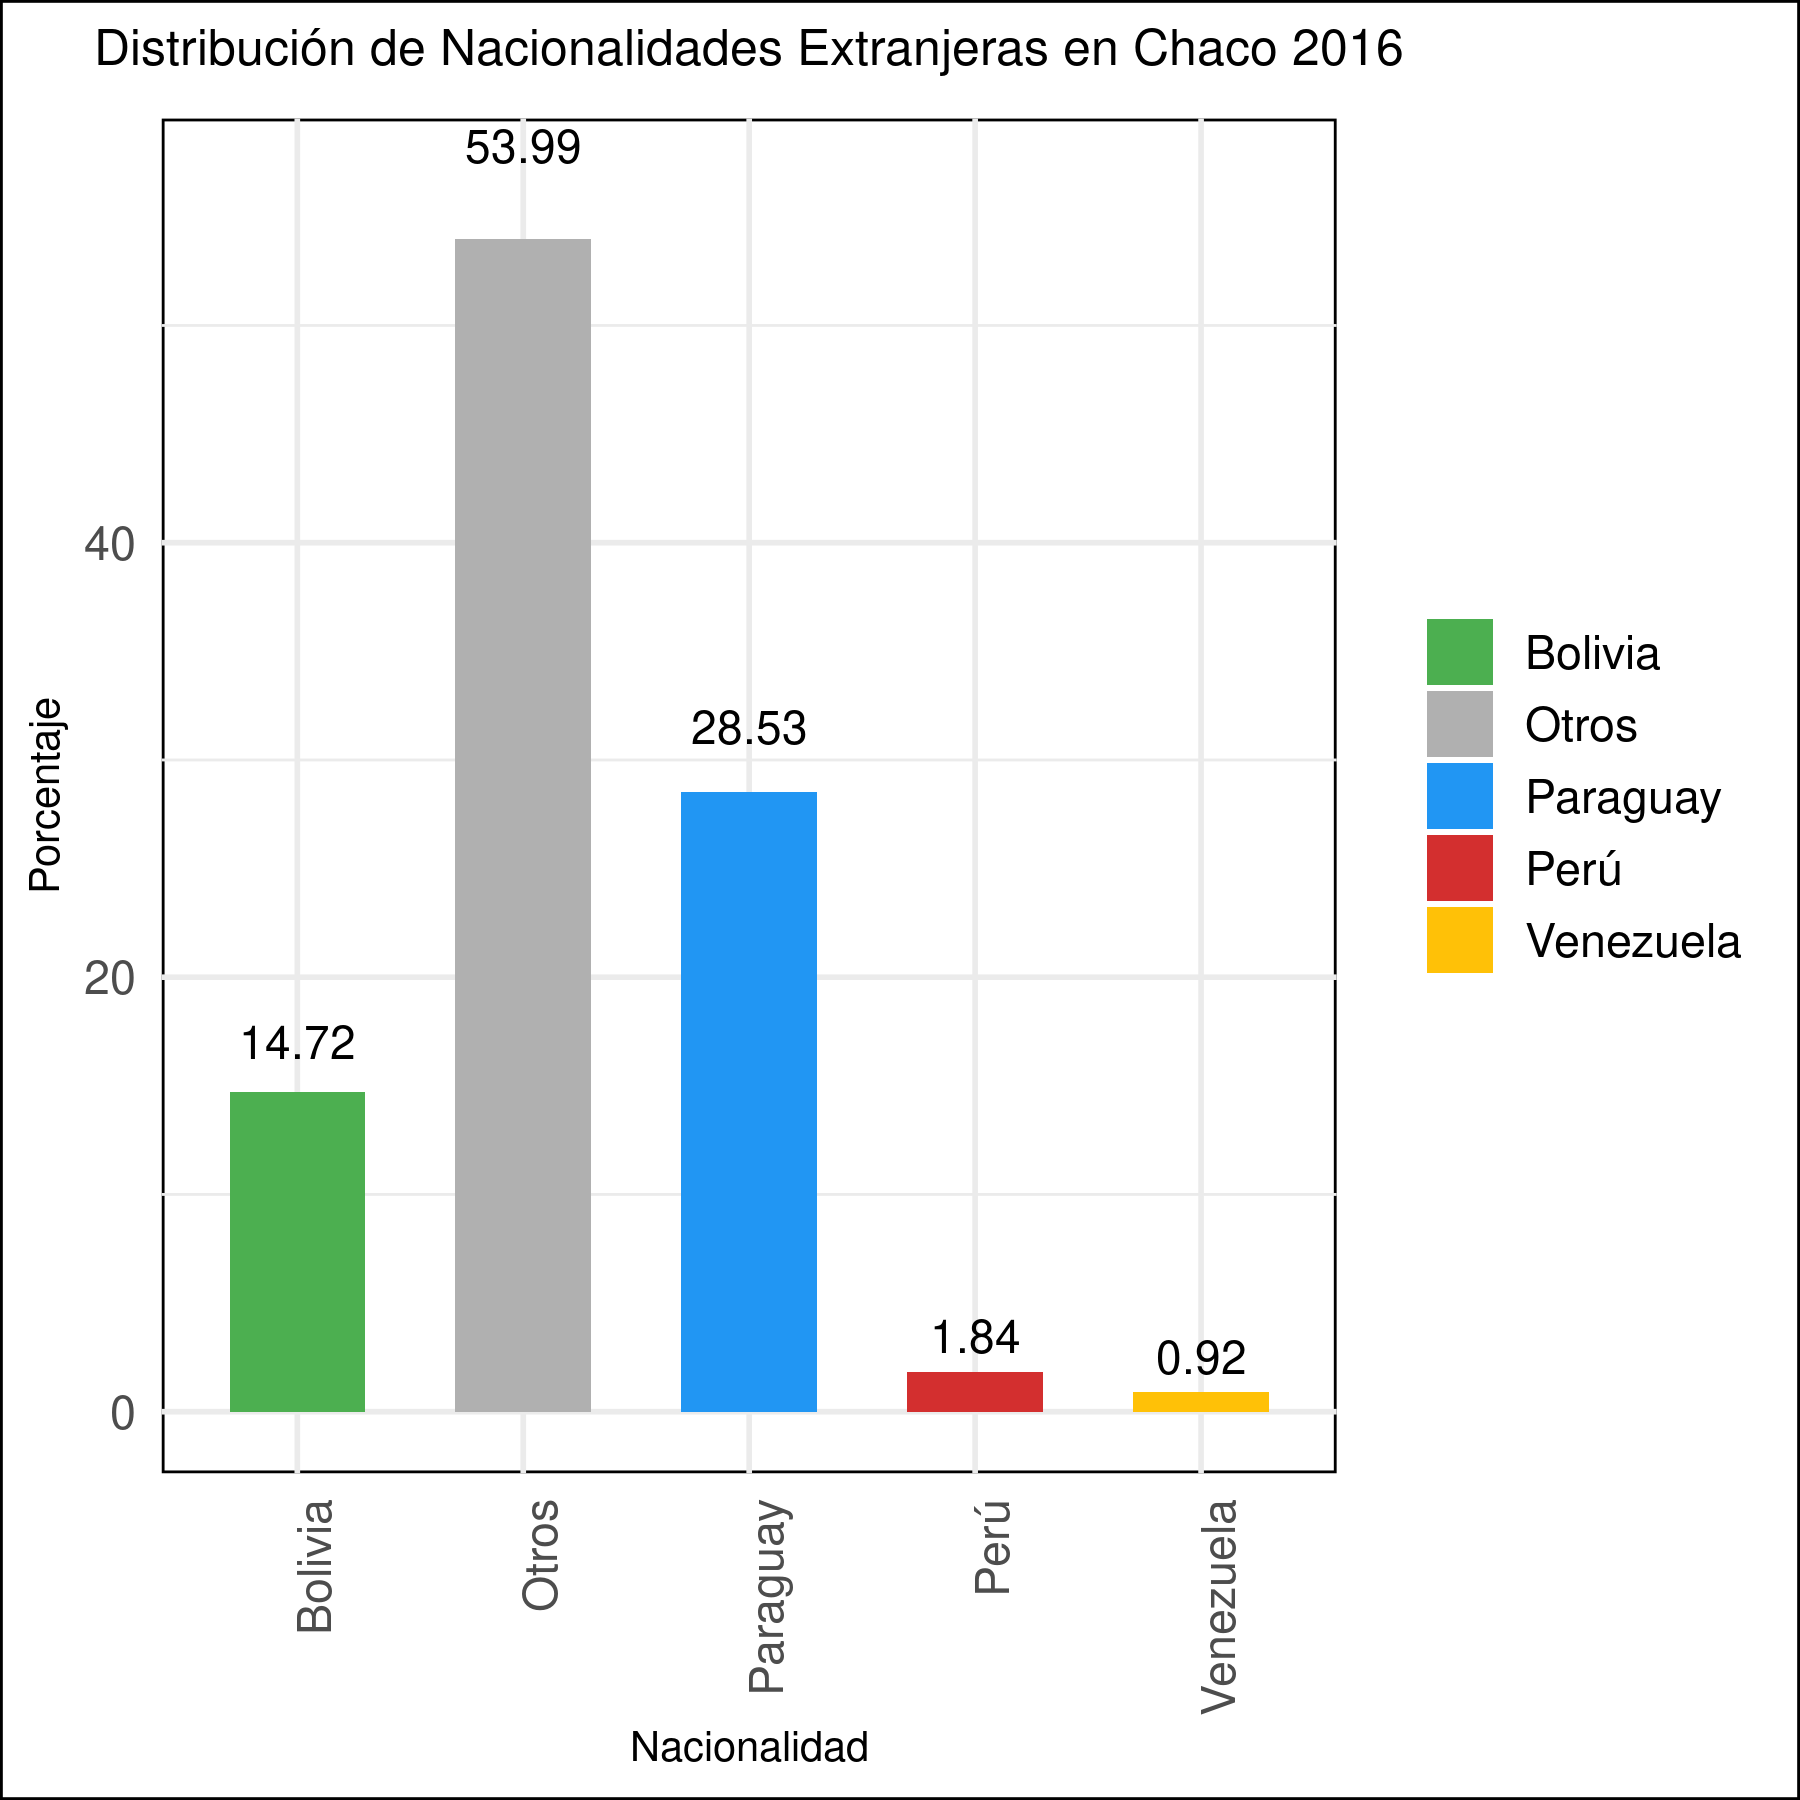 Distribución de Nacionalidades Extranjeras en Chaco 2016
53.99
40
28.53
20
14.72
1.84
0.92
0
Porcentaje
Bolivia
Otros
Paraguay
Perú
Venezuela
Nacionalidad
Bolivia
Otros
Paraguay
Perú
Venezuela